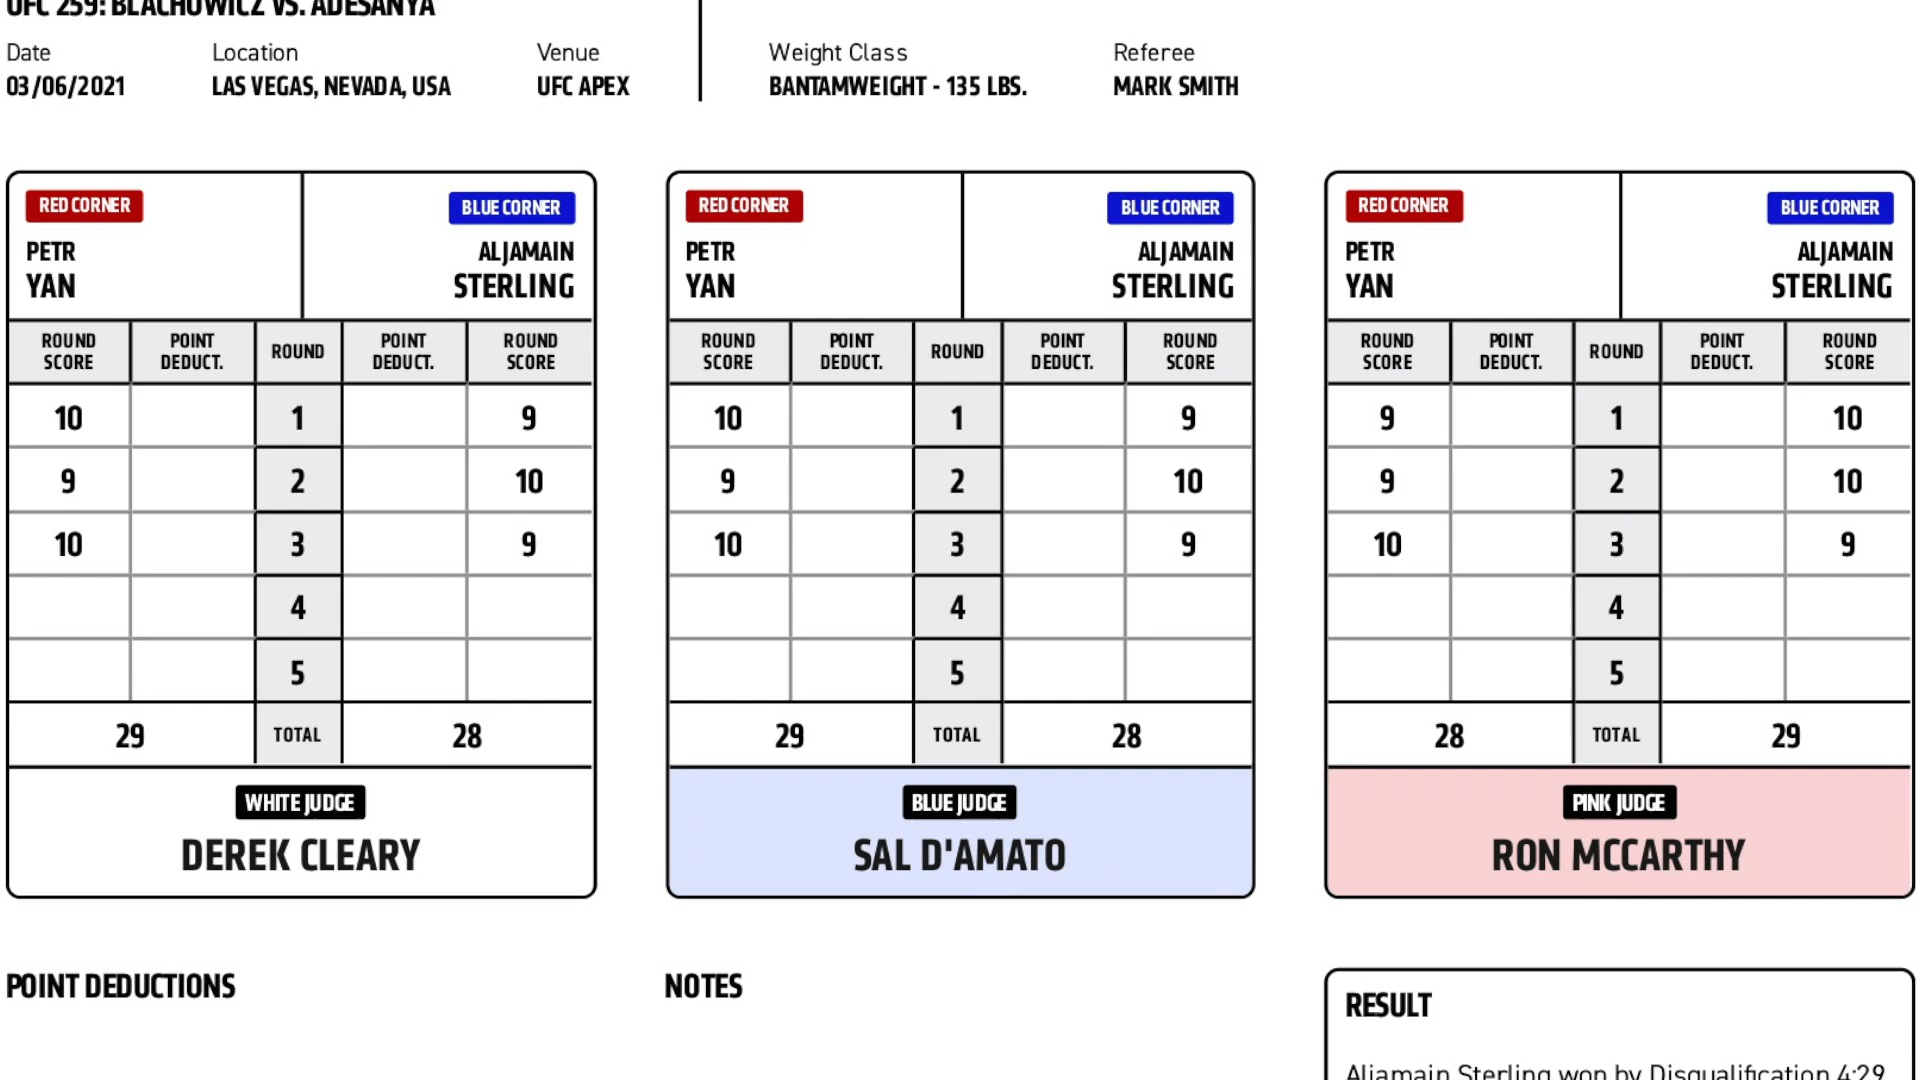 UFC 259: BLACHOWICZ VS. ADESANYA
Date Location Venue Weight Class Referee
03/06/2021 LAS VEGAS, NEVADA, USA UFC APEX BANTAMWEIGHT - 135 LBS. MARK SMITH
RED CORNER BLUE CORNER
PETR ALJAMAIN
YAN STERLING
ROUND SCORE POINT DEDUCT. ROUND POINT DEDUCT. ROUND SCORE
10 1 9
9 2 10
10 3 9
4
5
29 TOTAL 28
WHITE JUDGE
DEREK CLEARY
RED CORNER BLUE CORNER
PETR ALJAMAIN
YAN STERLING
ROUND SCORE POINT DEDUCT. ROUND POINT DEDUCT. ROUND SCORE
10 1 9
9 2 10
10 3 9
4
5
29 TOTAL 28
BLUE JUDGE
SAL D'AMATO
RED CORNER BLUE CORNER
PETR ALJAMAIN
YAN STERLING
ROUND SCORE POINT DEDUCT. ROUND POINT DEDUCT. ROUND SCORE
9 1 10
9 2 10
10 3 9
4
5
28 TOTAL 29
PINK JUDGE
RON MCCARTHY
POINT DEDUCTIONS
NOTES
RESULT
Aljamain Sterling won by Disqualification 4:29